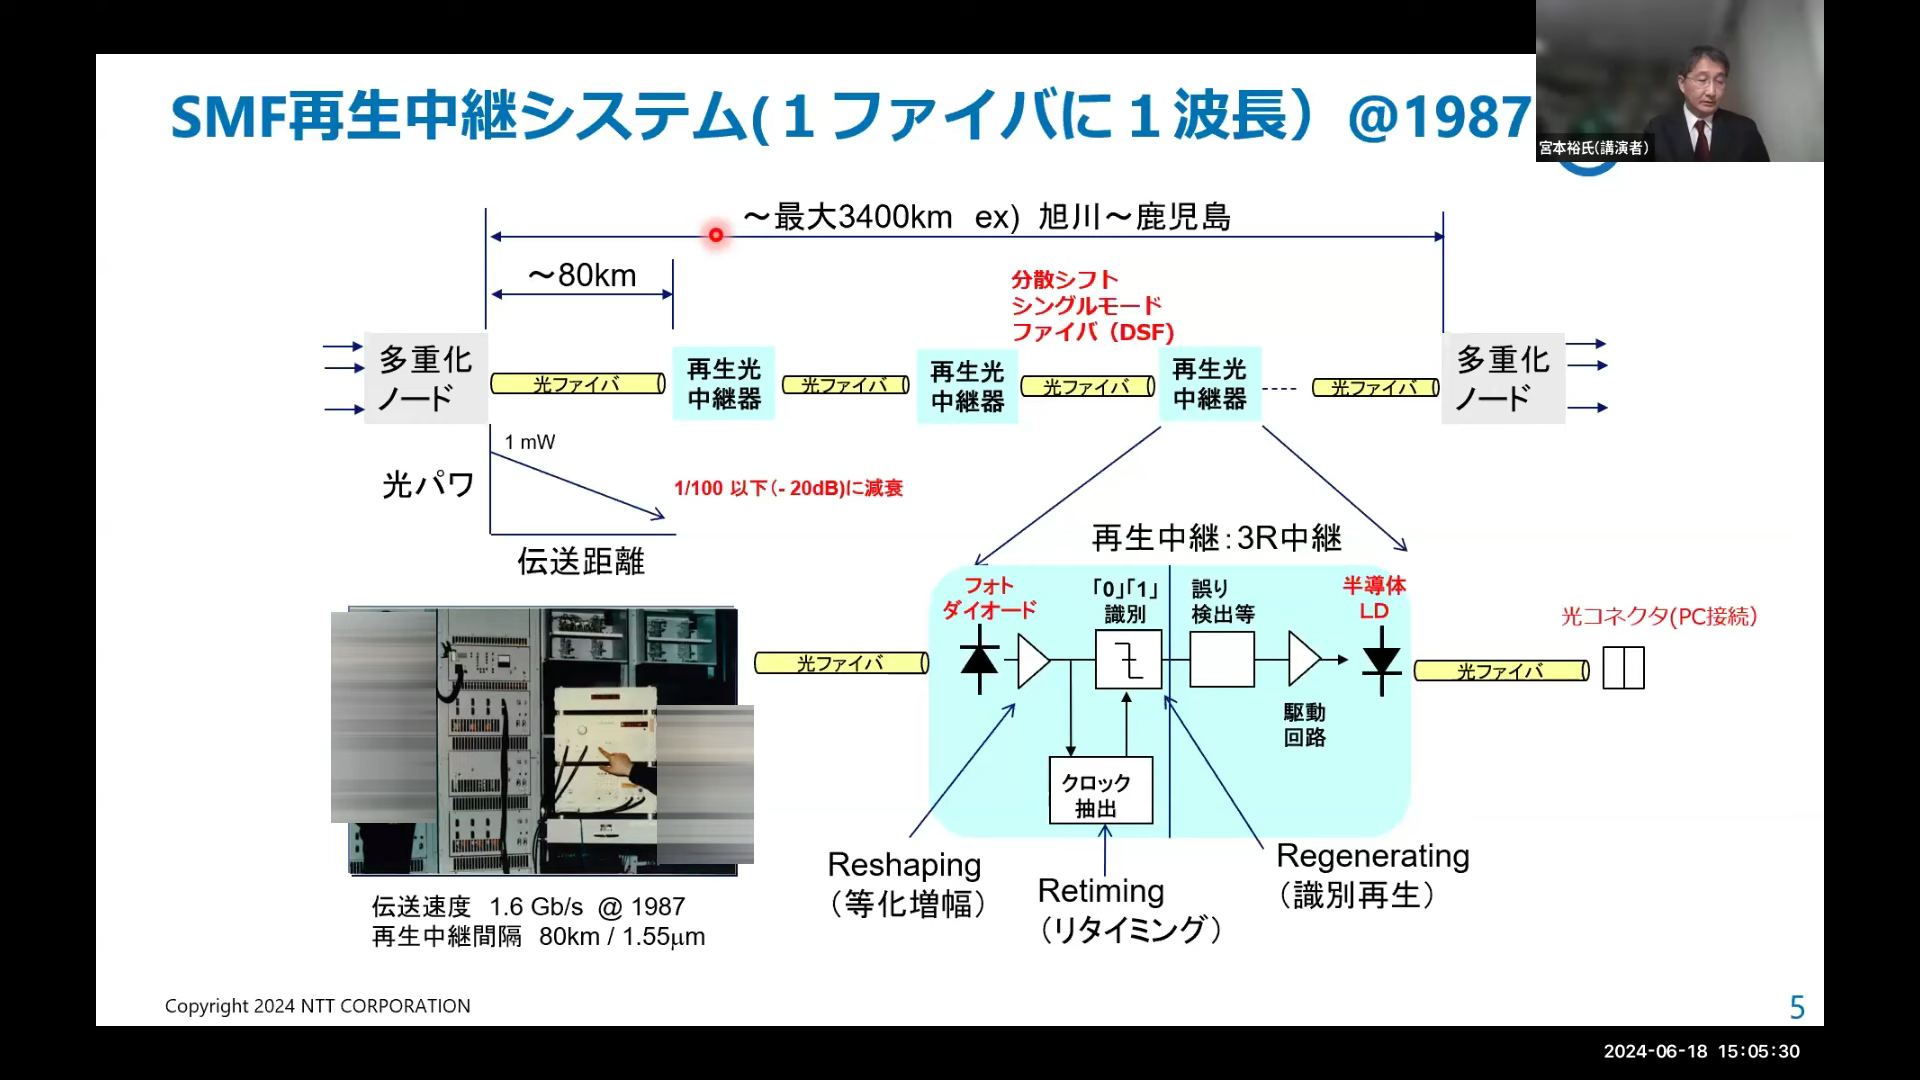 SMF再生中継システム(１ファイバに１波長）@1987
宮本裕氏(講演者)
～最大3400km ex) 旭川～鹿児島
～80km
分散シフト
シングルモード
ファイバ（DSF)
多重化
ノード
光ファイバ
再生光
中継器
光ファイバ
再生光
中継器
光ファイバ
再生光
中継器
光ファイバ
多重化
ノード
1 mW
光パワ
1/100 以下（- 20dB)に減衰
伝送距離
再生中継：3R中継
フォト
ダイオード
「0」「1」
識別
誤り
検出等
半導体
LD
光コネクタ(PC接続）
光ファイバ
光ファイバ
駆動
回路
クロック
抽出
Reshaping
（等化増幅）
Retiming
（リタイミング）
Regenerating
（識別再生）
伝送速度 1.6 Gb/s @ 1987
再生中継間隔 80km / 1.55μm
Copyright 2024 NTT CORPORATION
5
2024-06-18 15:05:30